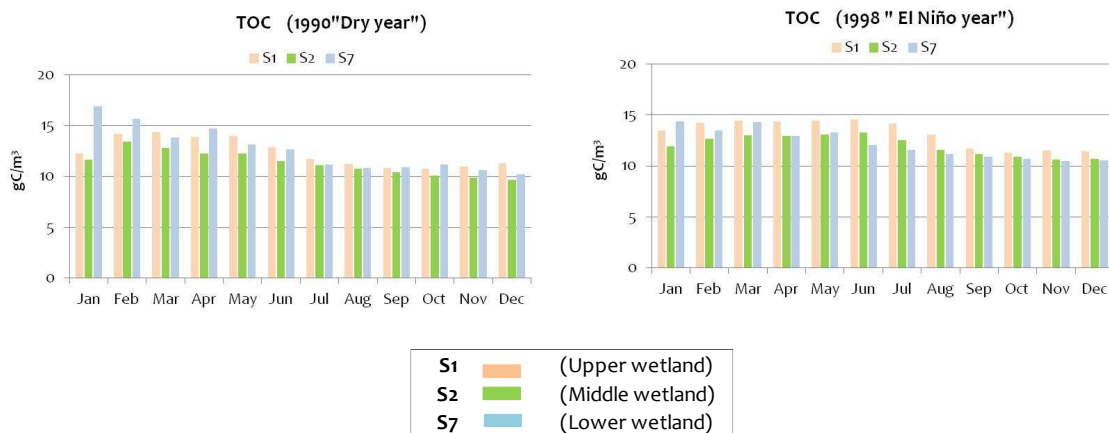 TOC (1990"Dry year")
S1 S2 S7
20
15
10
5
0
gC/m³
Jan Feb Mar Apr May Jun Jul Aug Sep Oct Nov Dec
TOC (1998 " El Niño year")
S1 S2 S7
20
15
10
5
0
gC/m³
Jan Feb Mar Apr May Jun Jul Aug Sep Oct Nov Dec
S1 (Upper wetland)
S2 (Middle wetland)
S7 (Lower wetland)